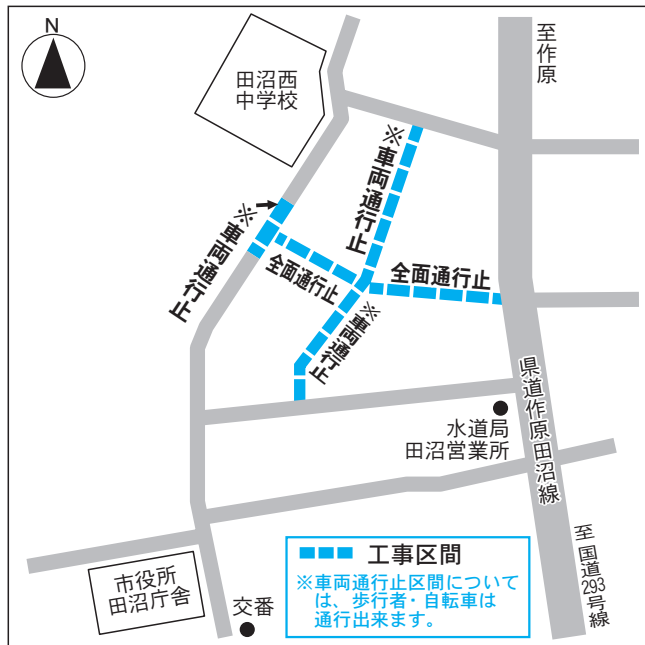 N
田沼西
中学校
至作原
※車両通行止
※車両通行止
全面通行止
全面通行止
※車両通行止
県道作原田沼線
水道局
田沼営業所
至国道293号線
工事区間
※車両通行止区間について
は、歩行者・自転車は
通行出来ます。
市役所
田沼庁舎
交番